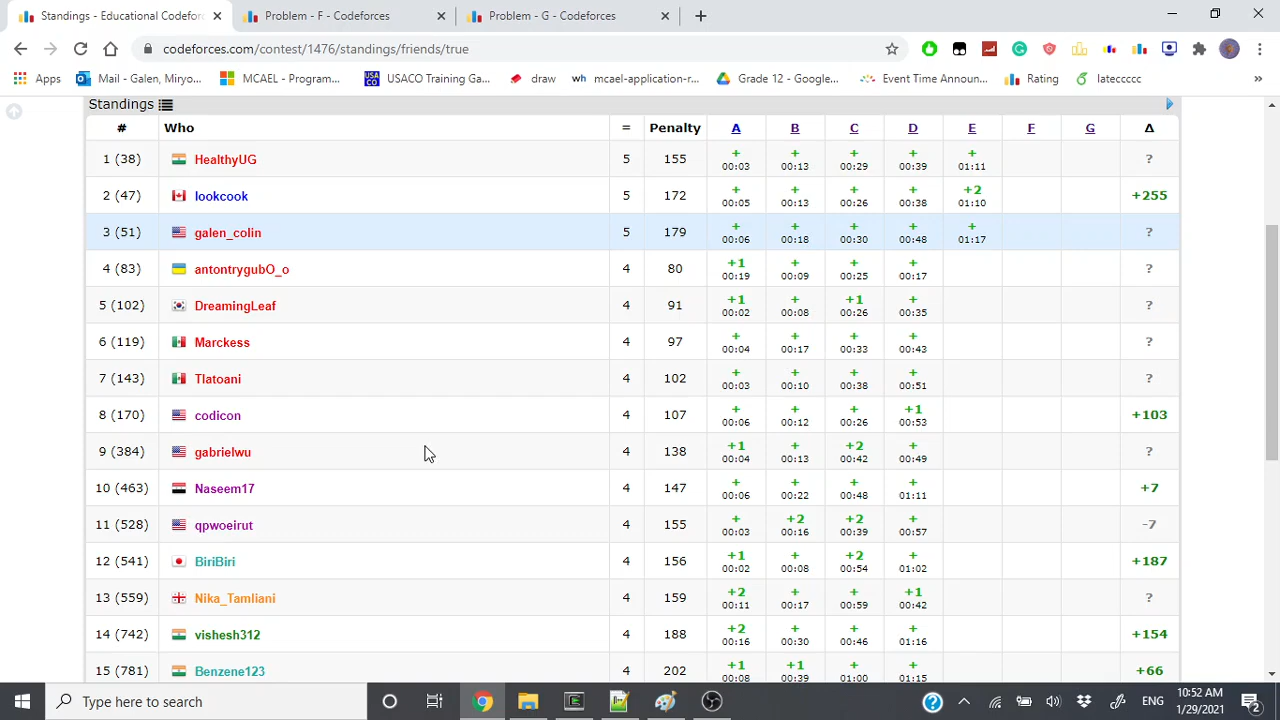 Standings - Educational Codeforc
Problem - F - Codeforces
Problem - G - Codeforces
codeforces.com/contest/1476/standings/friends/true
Apps
Mail - Galen, Miryo...
MCAEL - Program...
USA CO
USACO Training Ga...
draw
wh
mcael-application-r...
Grade 12 - Google...
Event Time Announ...
Rating
lateccccc
»
Standings
# Who = Penalty A B C D E F G Δ
1 (38) HealthyUG 5 155 + 00:03 + 00:13 + 00:29 + 00:39 + 01:11 ?
2 (47) lookcook 5 172 + 00:05 + 00:13 + 00:26 + 00:38 +2 01:10 +255
3 (51) galen_colin 5 179 + 00:06 + 00:18 + 00:30 + 00:48 + 01:17 ?
4 (83) antontrygubO_o 4 80 +1 00:19 + 00:09 + 00:25 + 00:17 ?
5 (102) DreamingLeaf 4 91 +1 00:02 + 00:08 +1 00:26 + 00:35 ?
6 (119) Marckess 4 97 + 00:04 + 00:17 + 00:33 + 00:43 ?
7 (143) Tlatoani 4 102 + 00:03 + 00:10 + 00:38 + 00:51 ?
8 (170) codicon 4 107 + 00:06 + 00:12 + 00:26 +1 00:53 +103
9 (384) gabrielwu 4 138 +1 00:04 + 00:13 +2 00:42 + 00:49 ?
10 (463) Naseem17 4 147 + 00:06 + 00:22 + 00:48 + 01:11 +7
11 (528) qpwoeirut 4 155 + 00:03 +2 00:16 +2 00:39 + 00:57 -7
12 (541) BiriBiri 4 156 +1 00:02 + 00:08 +2 00:54 + 01:02 +187
13 (559) Nika_Tamliani 4 159 +2 00:11 + 00:17 + 00:59 +1 00:42 ?
14 (742) vishesh312 4 188 +2 00:16 + 00:30 + 00:46 + 01:16 +154
15 (781) Benzene123 4 202 +1 00:08 +1 00:39 + 01:00 + 01:15 +66
Type here to search
ENG
10:52 AM
1/29/2021
2